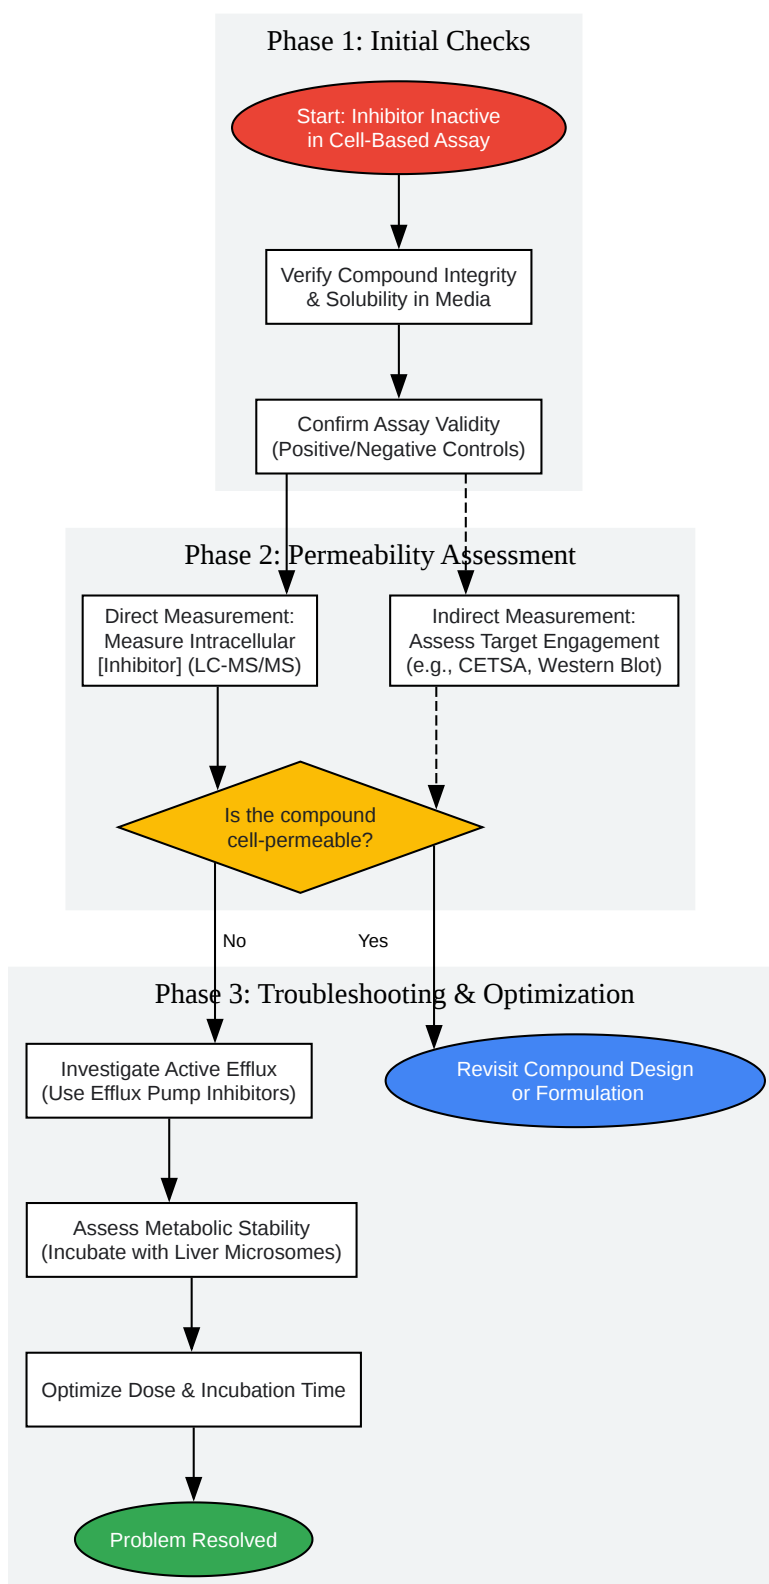 Phase 1: Initial Checks
Start: Inhibitor Inactive
in Cell-Based Assay
Verify Compound Integrity
& Solubility in Media
Confirm Assay Validity
(Positive/Negative Controls)
Phase 2: Permeability Assessment
Direct Measurement:
Measure Intracellular
[Inhibitor] (LC-MS/MS)
Indirect Measurement:
Assess Target Engagement
(e.g., CETSA, Western Blot)
Is the compound
cell-permeable?
No
Yes
Phase 3: Troubleshooting & Optimization
Investigate Active Efflux
(Use Efflux Pump Inhibitors)
Revisit Compound Design
or Formulation
Assess Metabolic Stability
(Incubate with Liver Microsomes)
Optimize Dose & Incubation Time
Problem Resolved